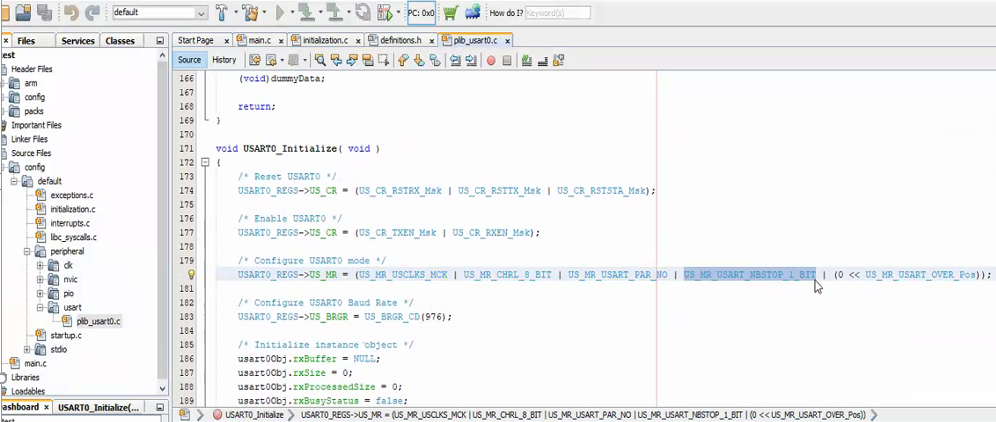 default
PC: 0x0
How do I?
Keyword(s)
Files
Services
Classes
Start Page
main.c
initialization.c
definitions.h
plib_usart0.c
Source
History
test
Header Files
arm
config
packs
Important Files
Linker Files
Source Files
config
default
exceptions.c
initialization.c
interrupts.c
libc_syscalls.c
peripheral
clk
nvic
pio
usart
plib_usart0.c
startup.c
stdio
main.c
Libraries
Loadables
166 (void)dummyData;
167
168 return;
169 }
170
171 void USART0_Initialize( void )
172 {
173 /* Reset USART0 */
174 USART0_REGS->US_CR = (US_CR_RSTRX_Msk | US_CR_RSTTX_Msk | US_CR_RSTSTA_Msk);
175
176 /* Enable USART0 */
177 USART0_REGS->US_CR = (US_CR_TXEN_Msk | US_CR_RXEN_Msk);
178
179 /* Configure USART0 mode */
USART0_REGS->US_MR = (US_MR_USCLKS_MCK | US_MR_CHRL_8_BIT | US_MR_USART_PAR_NO | US_MR_USART_NBSTOP_1_BIT | (0 << US_MR_USART_OVER_Pos));
181
182 /* Configure USART0 Baud Rate */
183 USART0_REGS->US_BRGR = US_BRGR_CD(976);
184
185 /* Initialize instance object */
186 usart0Obj.rxBuffer = NULL;
187 usart0Obj.rxSize = 0;
188 usart0Obj.rxProcessedSize = 0;
189 usart0Obj.rxBusyStatus = false;
ashboard
USART0_Initialize(...
USART0_Initialize
USART0_REGS->US_MR = (US_MR_USCLKS_MCK | US_MR_CHRL_8_BIT | US_MR_USART_PAR_NO | US_MR_USART_NBSTOP_1_BIT | (0 << US_MR_USART_OVER_Pos))